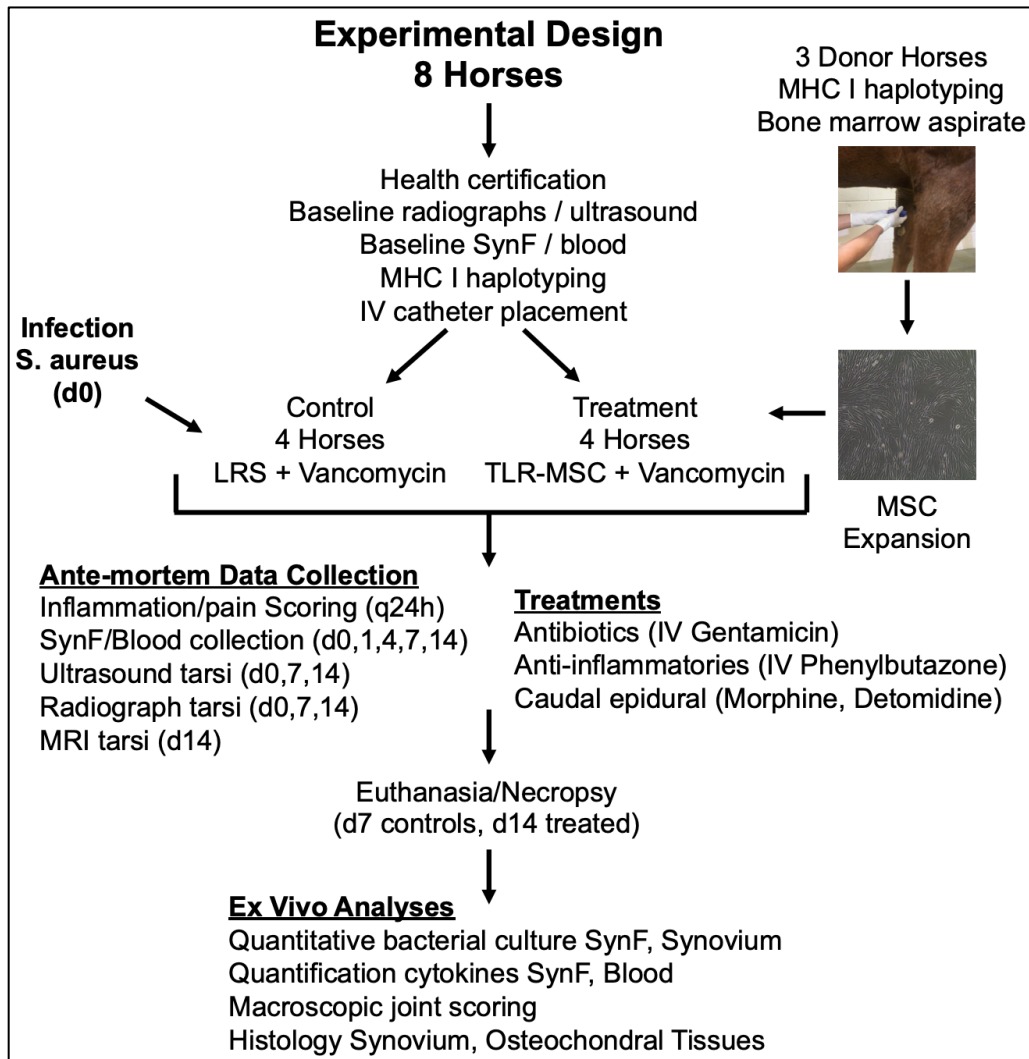 Experimental Design
8 Horses
3 Donor Horses
MHC I haplotyping
Bone marrow aspirate
Health certification
Baseline radiographs / ultrasound
Baseline SynF / blood
MHC I haplotyping
IV catheter placement
Infection
S. aureus
(d0)
Control
4 Horses
LRS + Vancomycin
Treatment
4 Horses
TLR-MSC + Vancomycin
MSC
Expansion
Ante-mortem Data Collection
Inflammation/pain Scoring (q24h)
SynF/Blood collection (d0,1,4,7,14)
Ultrasound tarsi (d0,7,14)
Radiograph tarsi (d0,7,14)
MRI tarsi (d14)
Treatments
Antibiotics (IV Gentamicin)
Anti-inflammatories (IV Phenylbutazone)
Caudal epidural (Morphine, Detomidine)
Euthanasia/Necropsy
(d7 controls, d14 treated)
Ex Vivo Analyses
Quantitative bacterial culture SynF, Synovium
Quantification cytokines SynF, Blood
Macroscopic joint scoring
Histology Synovium, Osteochondral Tissues